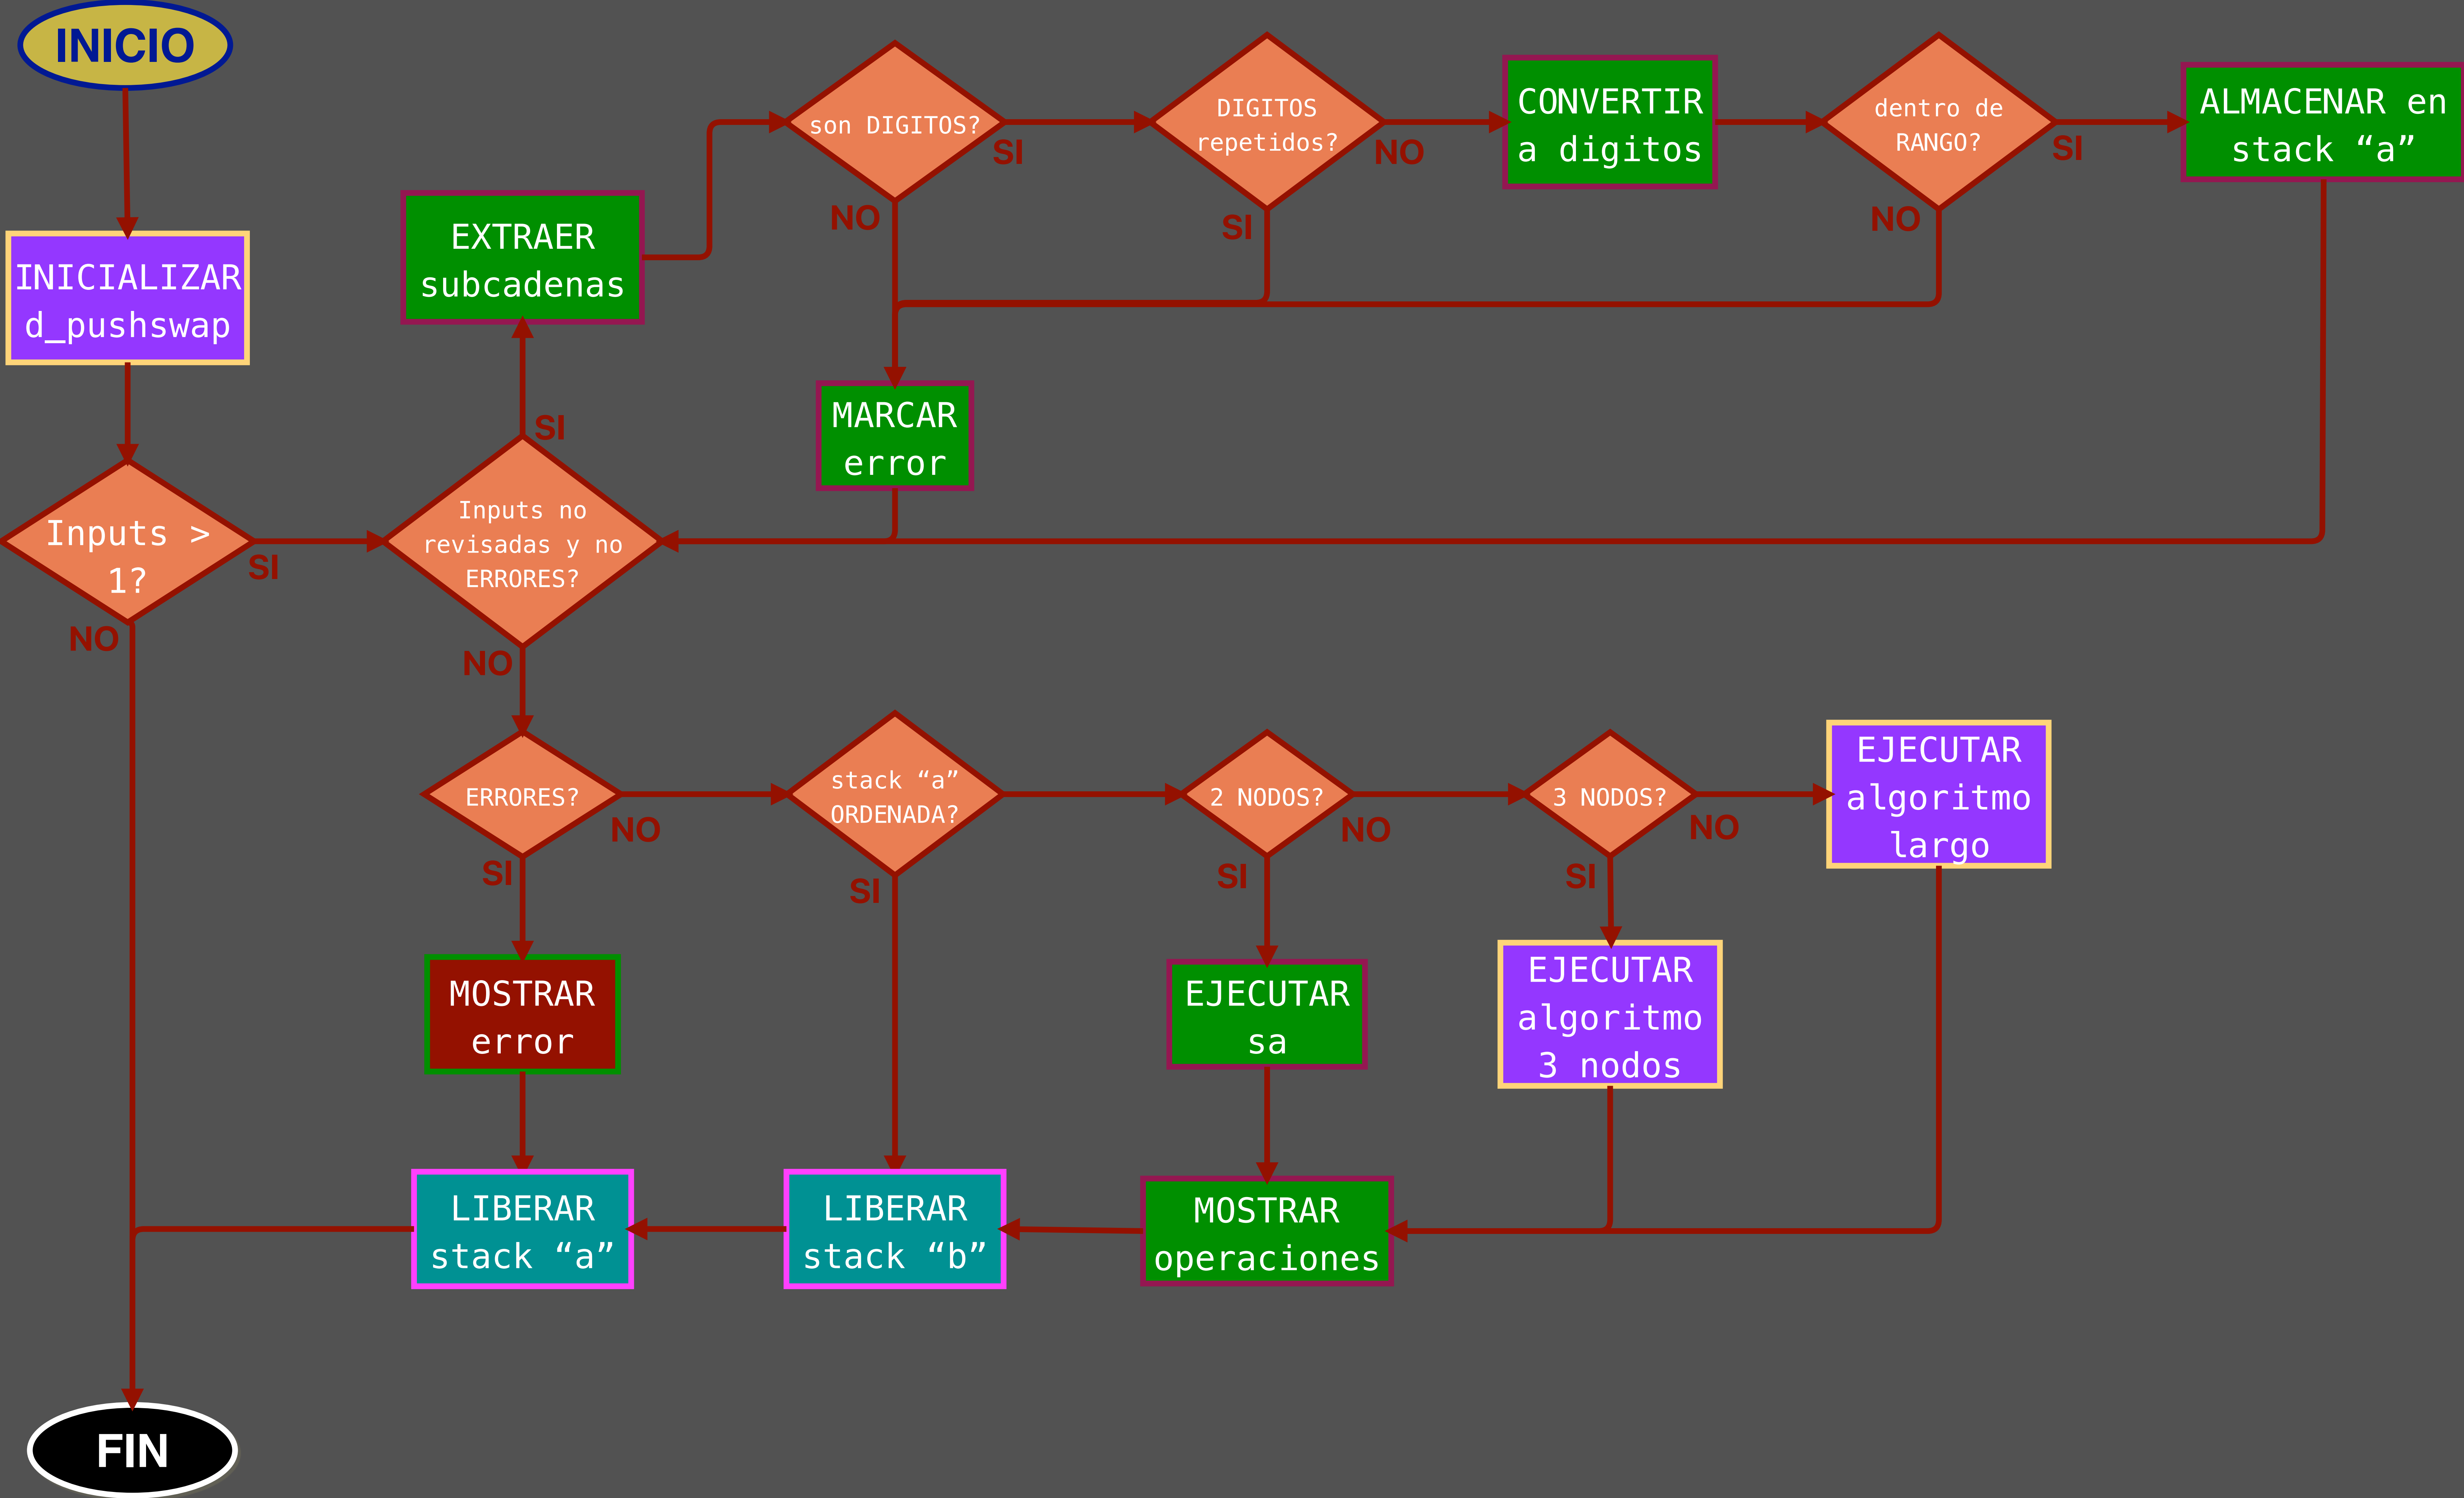 INICIO
INICIALIZAR
d_pushswap
Inputs >
1?
SI
NO
Inputs no
revisadas y no
ERRORES?
SI
NO
EXTRAER
subcadenas
son DIGITOS?
SI
NO
DIGITOS
repetidos?
NO
SI
CONVERTIR
a digitos
dentro de
RANGO?
SI
NO
ALMACENAR en
stack “a”
MARCAR
error
ERRORES?
NO
SI
stack “a”
ORDENADA?
SI
2 NODOS?
NO
SI
3 NODOS?
NO
SI
EJECUTAR
algoritmo
largo
MOSTRAR
error
EJECUTAR
sa
EJECUTAR
algoritmo
3 nodos
LIBERAR
stack “a”
LIBERAR
stack “b”
MOSTRAR
operaciones
FIN